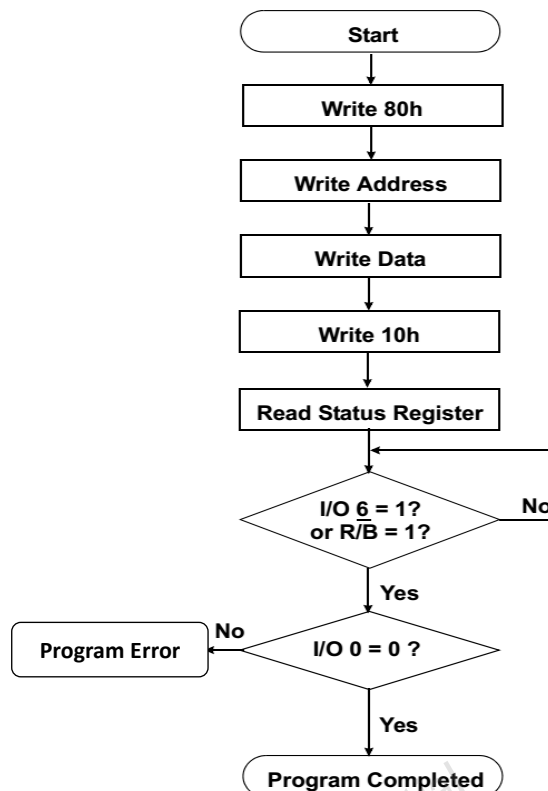 Start
Write 80h
Write Address
Write Data
Write 10h
Read Status Register
I/O 6 = 1?
or R/B̅ = 1?
No
Yes
No
Program Error
I/O 0 = 0 ?
Yes
Program Completed